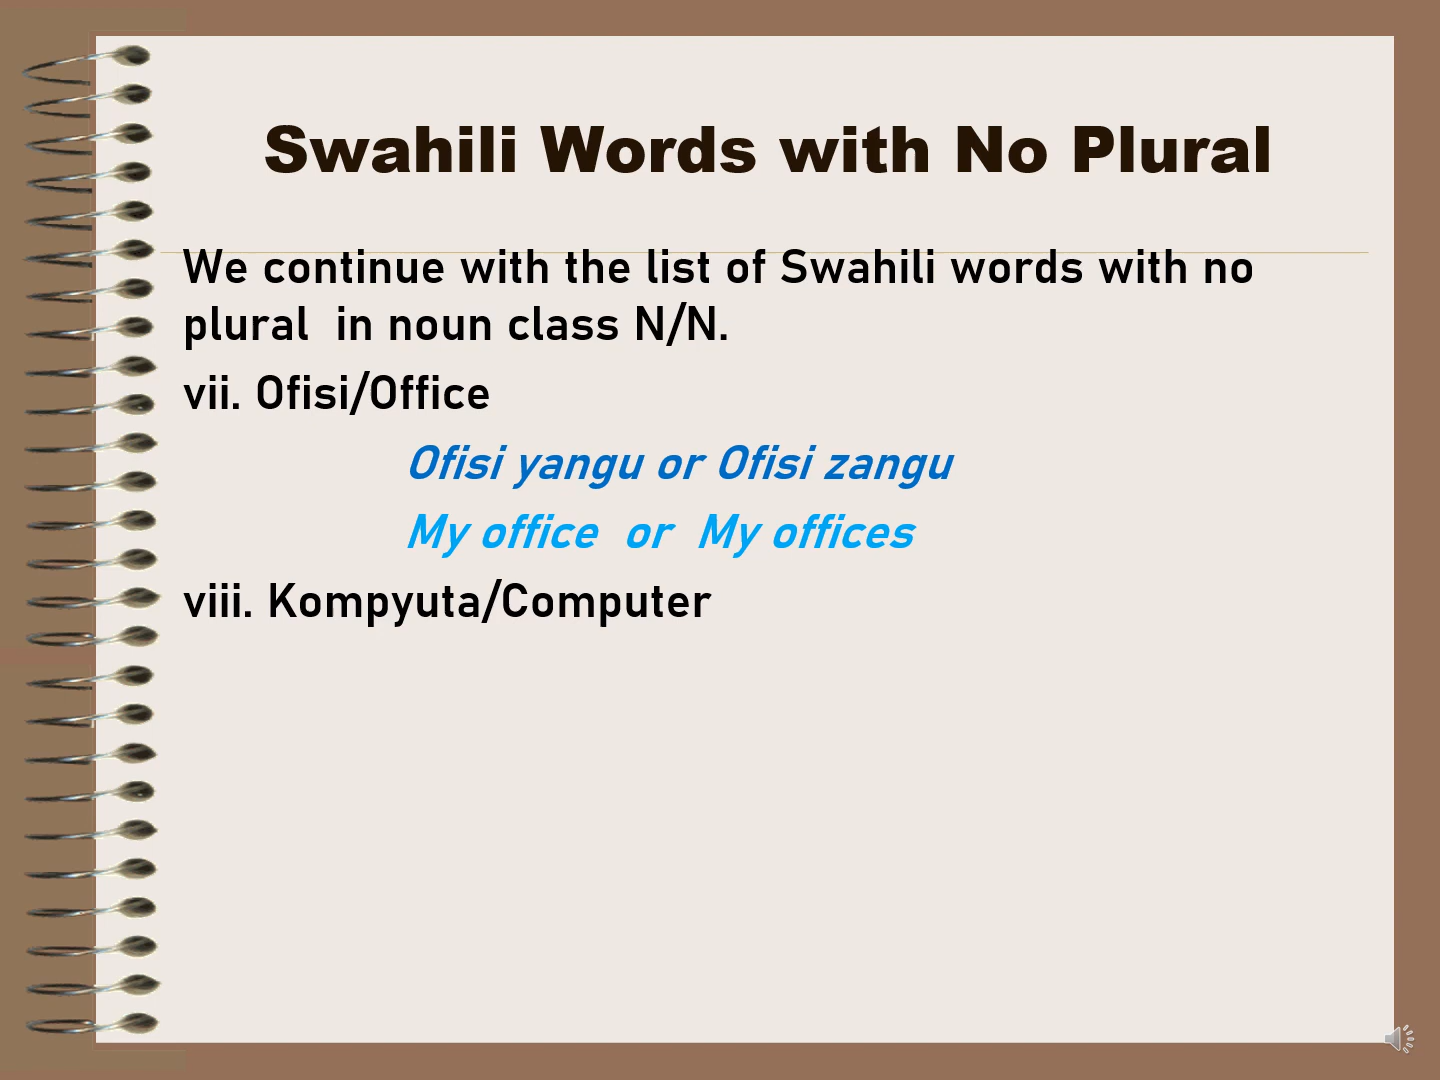 Swahili Words with No Plural
We continue with the list of Swahili words with no
plural in noun class N/N.
vii. Ofisi/Office
Ofisi yangu or Ofisi zangu
My office or My offices
viii. Kompyuta/Computer